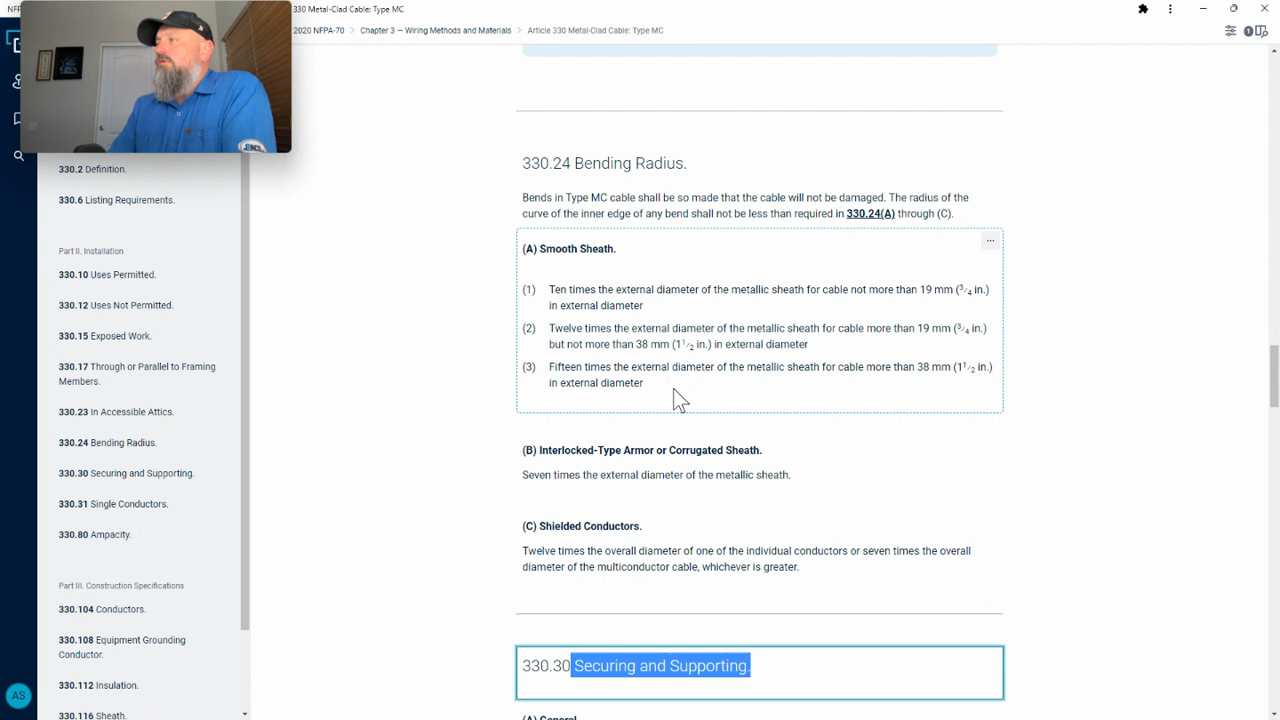 330 Metal-Clad Cable: Type MC
2020 NFPA-70 > Chapter 3 — Wiring Methods and Materials > Article 330 Metal-Clad Cable: Type MC
330.2 Definition.
330.6 Listing Requirements.
Part II. Installation
330.10 Uses Permitted.
330.12 Uses Not Permitted.
330.15 Exposed Work.
330.17 Through or Parallel to Framing
Members.
330.23 In Accessible Attics.
330.24 Bending Radius.
330.30 Securing and Supporting.
330.31 Single Conductors.
330.80 Ampacity.
Part III. Construction Specifications
330.104 Conductors.
330.108 Equipment Grounding
Conductor.
330.112 Insulation.
330.116 Sheath.
AS
330.24 Bending Radius.
Bends in Type MC cable shall be so made that the cable will not be damaged. The radius of the
curve of the inner edge of any bend shall not be less than required in 330.24(A) through (C).
(A) Smooth Sheath.
(1) Ten times the external diameter of the metallic sheath for cable not more than 19 mm (3/4 in.)
in external diameter
(2) Twelve times the external diameter of the metallic sheath for cable more than 19 mm (3/4 in.)
but not more than 38 mm (1 1/2 in.) in external diameter
(3) Fifteen times the external diameter of the metallic sheath for cable more than 38 mm (1 1/2 in.)
in external diameter
(B) Interlocked-Type Armor or Corrugated Sheath.
Seven times the external diameter of the metallic sheath.
(C) Shielded Conductors.
Twelve times the overall diameter of one of the individual conductors or seven times the overall
diameter of the multiconductor cable, whichever is greater.
330.30 Securing and Supporting.
(A) General.